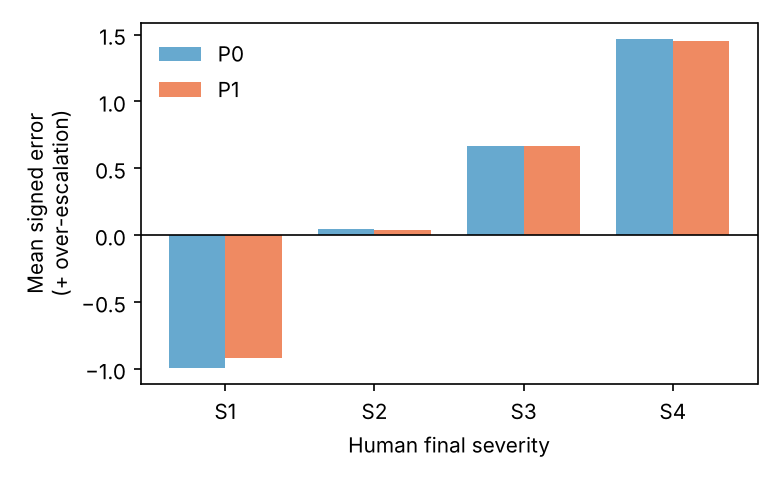 1.5
1.0
0.5
0.0
−0.5
−1.0
Mean signed error
(+ over-escalation)
P0
P1
S1 S2 S3 S4
Human final severity